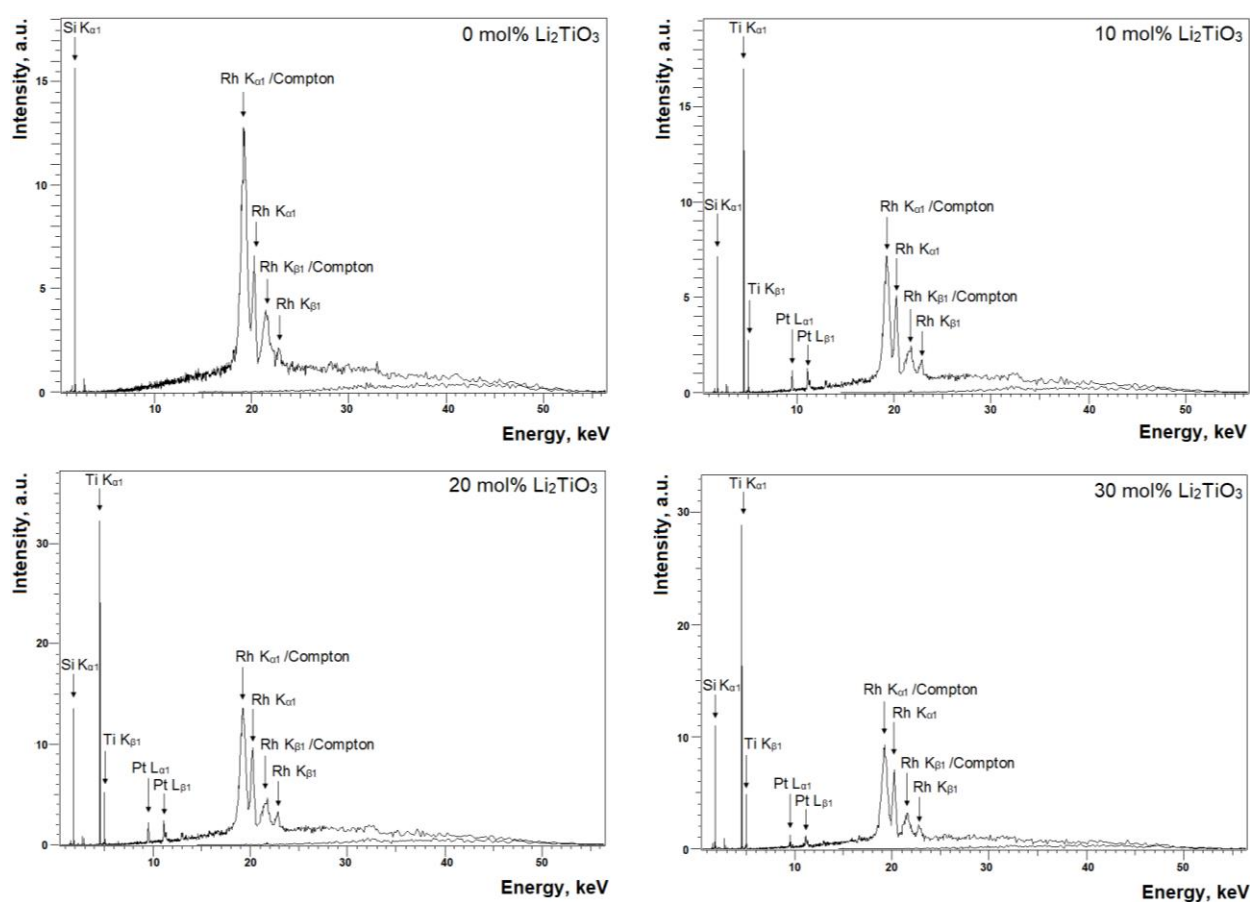 Si Kα1
0 mol% Li2TiO3
Rh Kα1 /Compton
Rh Kα1
Rh Kβ1 /Compton
Rh Kβ1
Intensity, a.u.
15
10
5
0
10
20
30
40
50
Energy, keV
Ti Kα1
10 mol% Li2TiO3
Si Kα1
Rh Kα1 /Compton
Rh Kα1
Ti Kβ1
Rh Kβ1 /Compton
Pt Lα1
Rh Kβ1
Pt Lβ1
Intensity, a.u.
15
10
5
0
10
20
30
40
50
Energy, keV
Ti Kα1
20 mol% Li2TiO3
Si Kα1
Rh Kα1 /Compton
Rh Kα1
Ti Kβ1
Rh Kβ1 /Compton
Pt Lα1
Rh Kβ1
Pt Lβ1
Intensity, a.u.
30
20
10
0
10
20
30
40
50
Energy, keV
Ti Kα1
30 mol% Li2TiO3
Si Kα1
Rh Kα1 /Compton
Rh Kα1
Ti Kβ1
Rh Kβ1 /Compton
Pt Lα1
Rh Kβ1
Pt Lβ1
Intensity, a.u.
30
20
10
0
10
20
30
40
50
Energy, keV